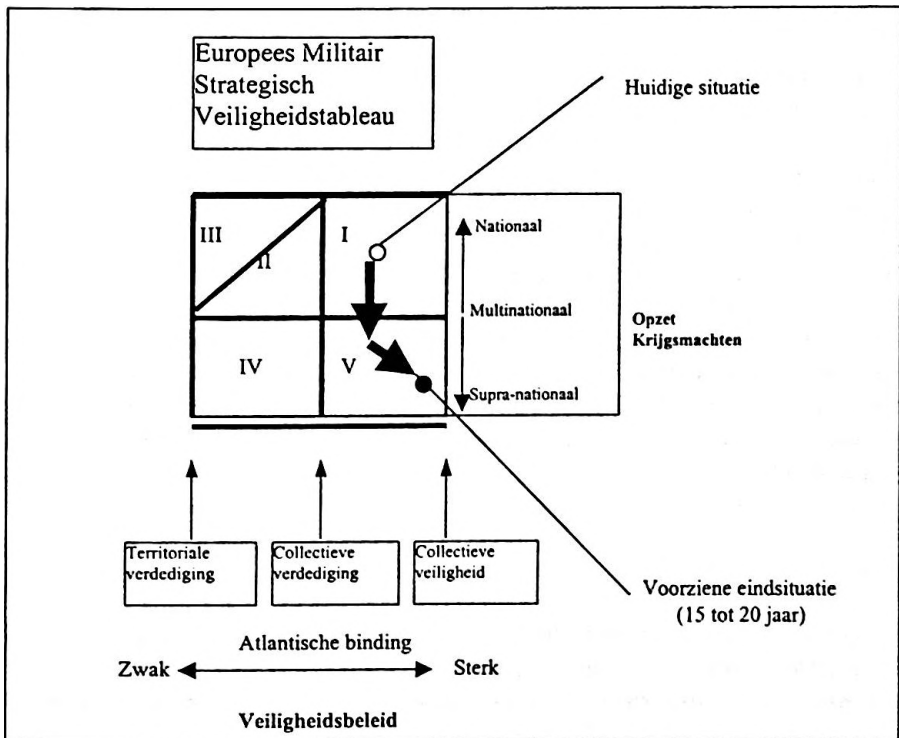 Europees Militair
Strategisch
Veiligheidstableau
Huidige situatie
III
II
I
IV
V
Nationaal
Multinationaal
Supra-nationaal
Opzet
Krijgsmachten
Territoriale
verdediging
Collectieve
verdediging
Collectieve
veiligheid
Voorziene eindsituatie
(15 tot 20 jaar)
Atlantische binding
Zwak
Sterk
Veiligheidsbeleid